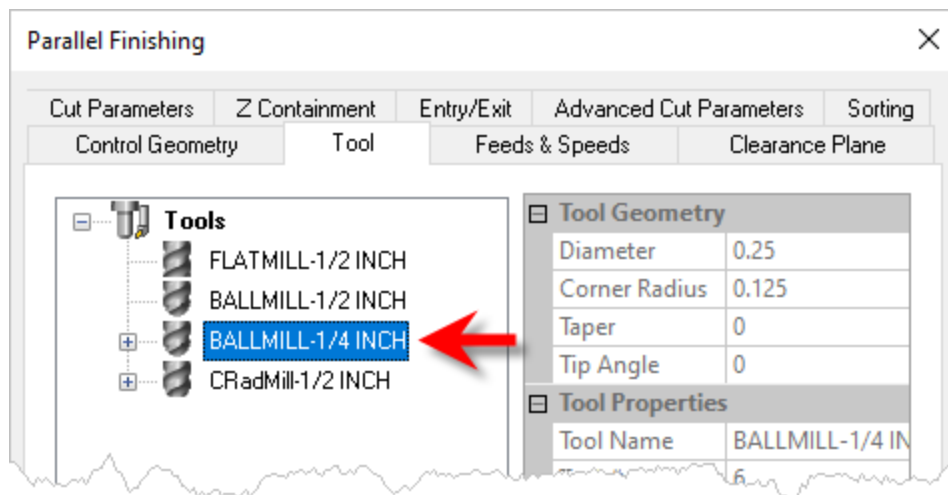 Parallel Finishing
Cut Parameters Z Containment Entry/Exit Advanced Cut Parameters Sorting
Control Geometry Tool Feeds & Speeds Clearance Plane
Tools
FLATMILL-1/2 INCH
BALLMILL-1/2 INCH
BALLMILL-1/4 INCH
CRadMill-1/2 INCH
Tool Geometry
Diameter 0.25
Corner Radius 0.125
Taper 0
Tip Angle 0
Tool Properties
Tool Name BALLMILL-1/4 IN
6